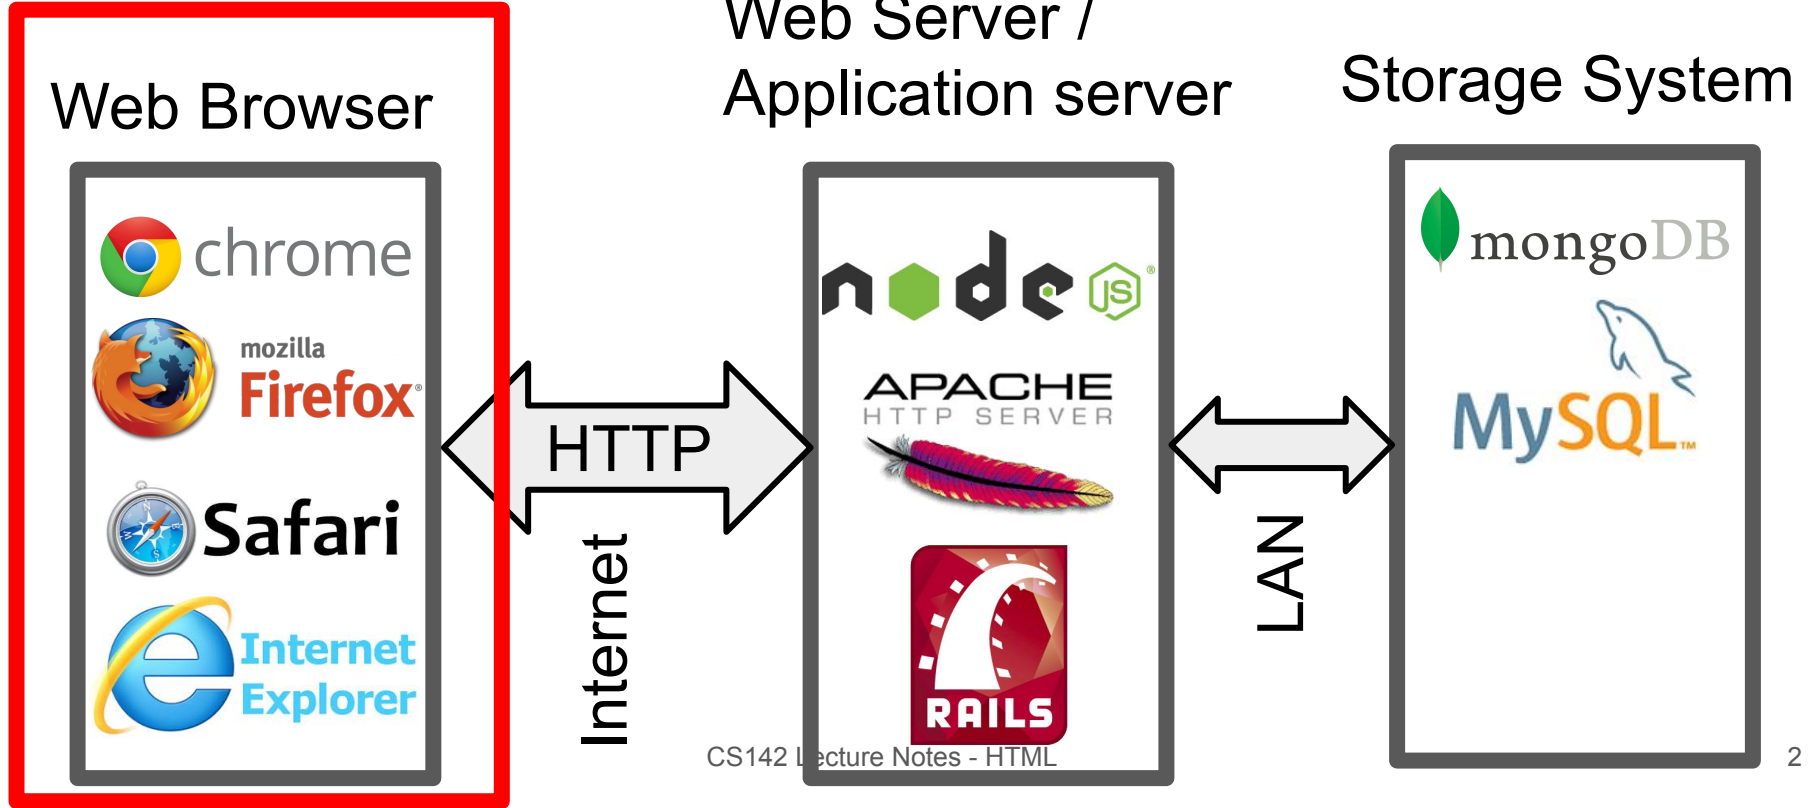 Web Browser
chrome
mozilla
Firefox®
Safari
Internet
Explorer
HTTP
Internet
Web Server /
Application server
node JS®
APACHE
HTTP SERVER
RAILS
LAN
Storage System
mongoDB
MySQL™
CS142 Lecture Notes - HTML
2